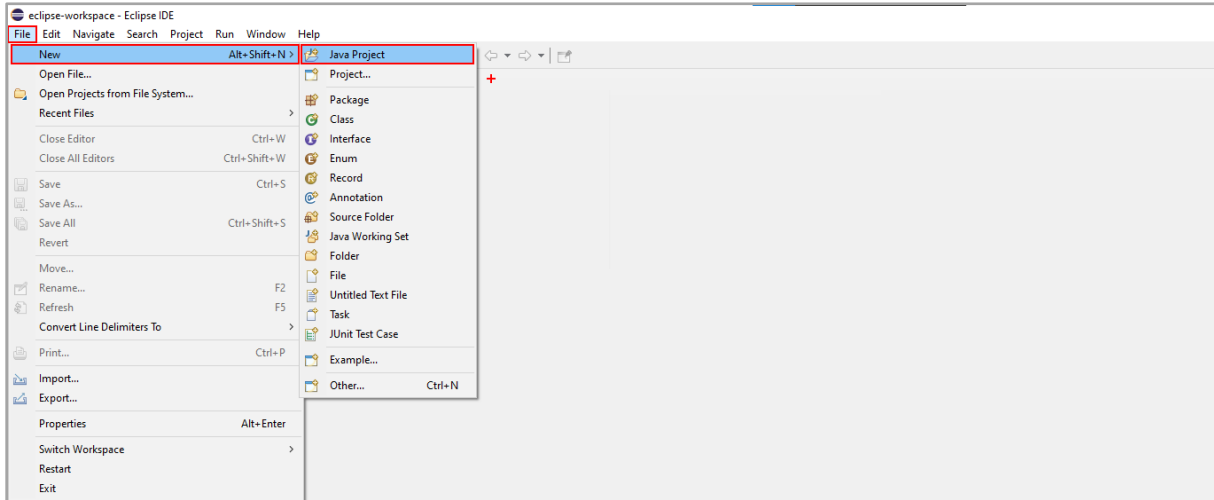 eclipse-workspace - Eclipse IDE
File Edit Navigate Search Project Run Window Help
New Alt+Shift+N >
Open File...
Open Projects from File System...
Recent Files >
Close Editor Ctrl+W
Close All Editors Ctrl+Shift+W
Save Ctrl+S
Save As...
Save All Ctrl+Shift+S
Revert
Move...
Rename... F2
Refresh F5
Convert Line Delimiters To >
Print... Ctrl+P
Import...
Export...
Properties Alt+Enter
Switch Workspace >
Restart
Exit
Java Project
Project...
Package
Class
Interface
Enum
Record
Annotation
Source Folder
Java Working Set
Folder
File
Untitled Text File
Task
JUnit Test Case
Example...
Other... Ctrl+N